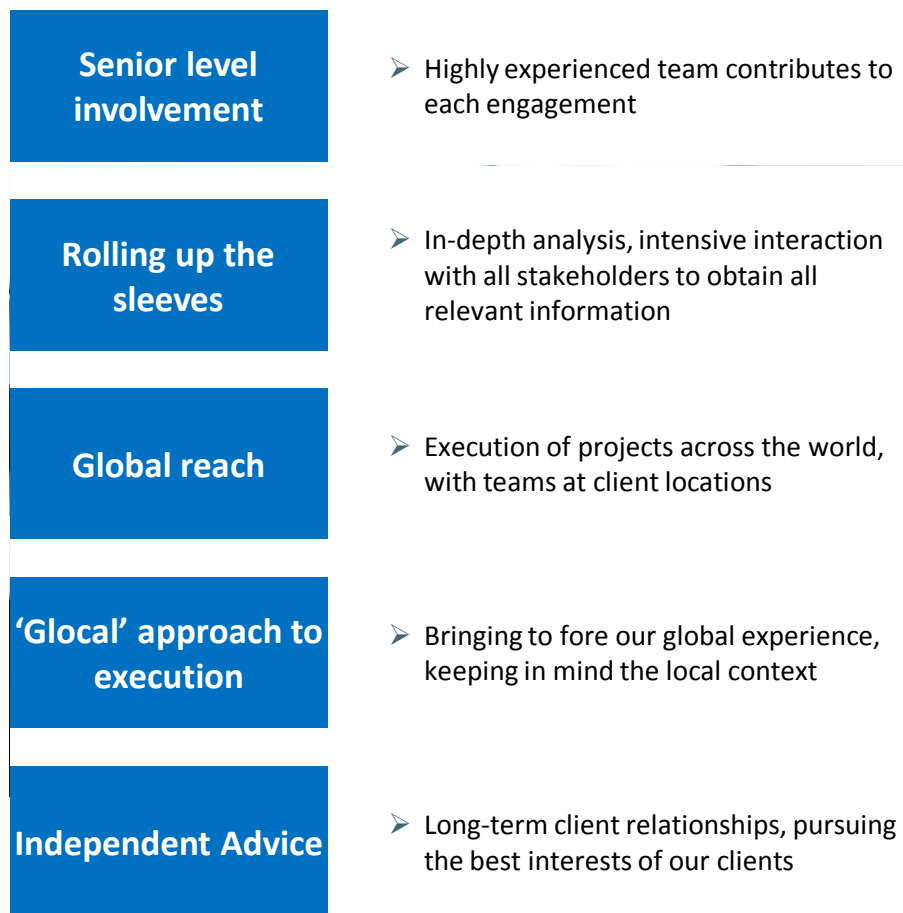 Senior level
involvement
➢ Highly experienced team contributes to
each engagement
Rolling up the
sleeves
➢ In-depth analysis, intensive interaction
with all stakeholders to obtain all
relevant information
Global reach
➢ Execution of projects across the world,
with teams at client locations
‘Glocal’ approach to
execution
➢ Bringing to fore our global experience,
keeping in mind the local context
Independent Advice
➢ Long-term client relationships, pursuing
the best interests of our clients